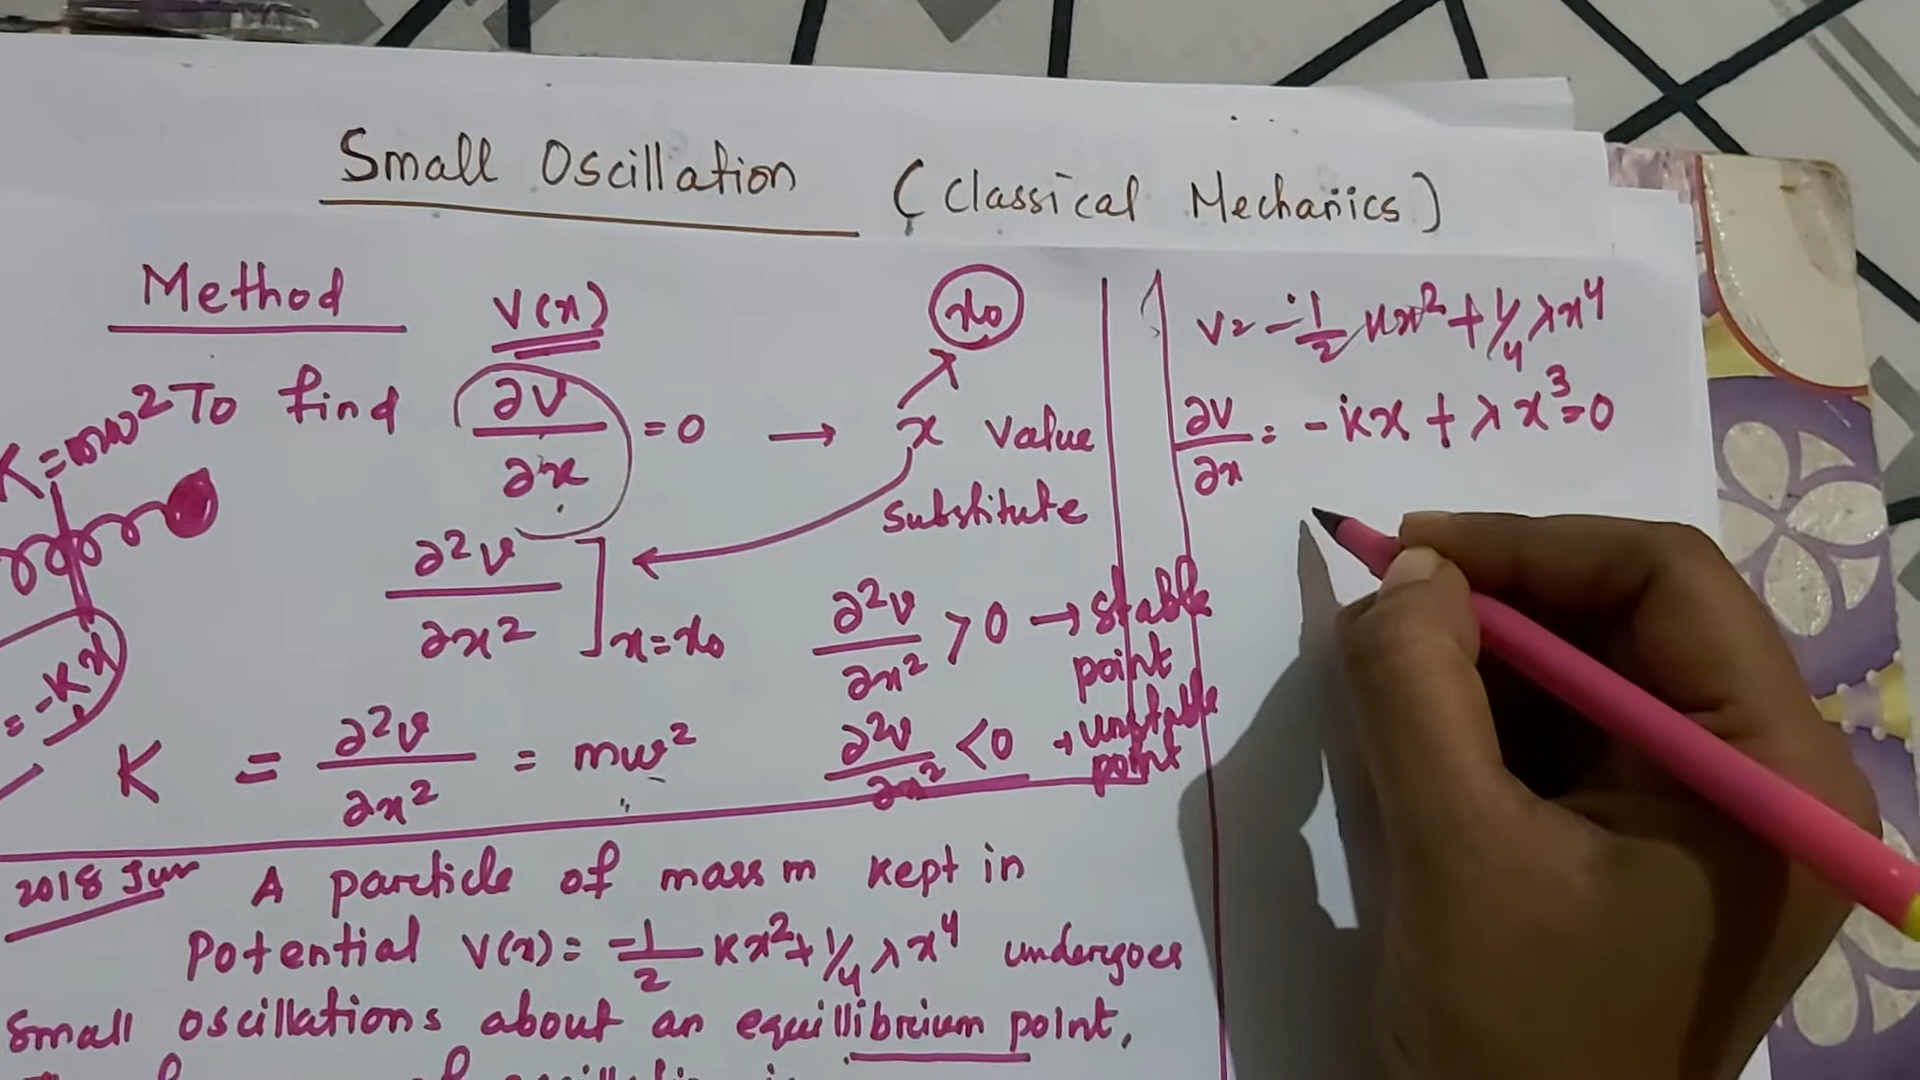 Small Oscillation (Classical Mechanics)
Method
V(x)
K=mω² To find ∂V/∂x = 0 → x value
x₀
substitute
∂²V/∂x² ]x=x₀
∂²V/∂x² > 0 → stable point
= -Kx
K = ∂²V/∂x² = mω²
∂²V/∂x² < 0 → unstable point
V = -1/2 Kx² + 1/4 λx⁴
∂V/∂x = -kx + λx³ = 0
2018 Jun A particle of mass m kept in
Potential V(x) = -1/2 Kx² + 1/4 λx⁴ undergoes
Small oscillations about an equillibrium point,